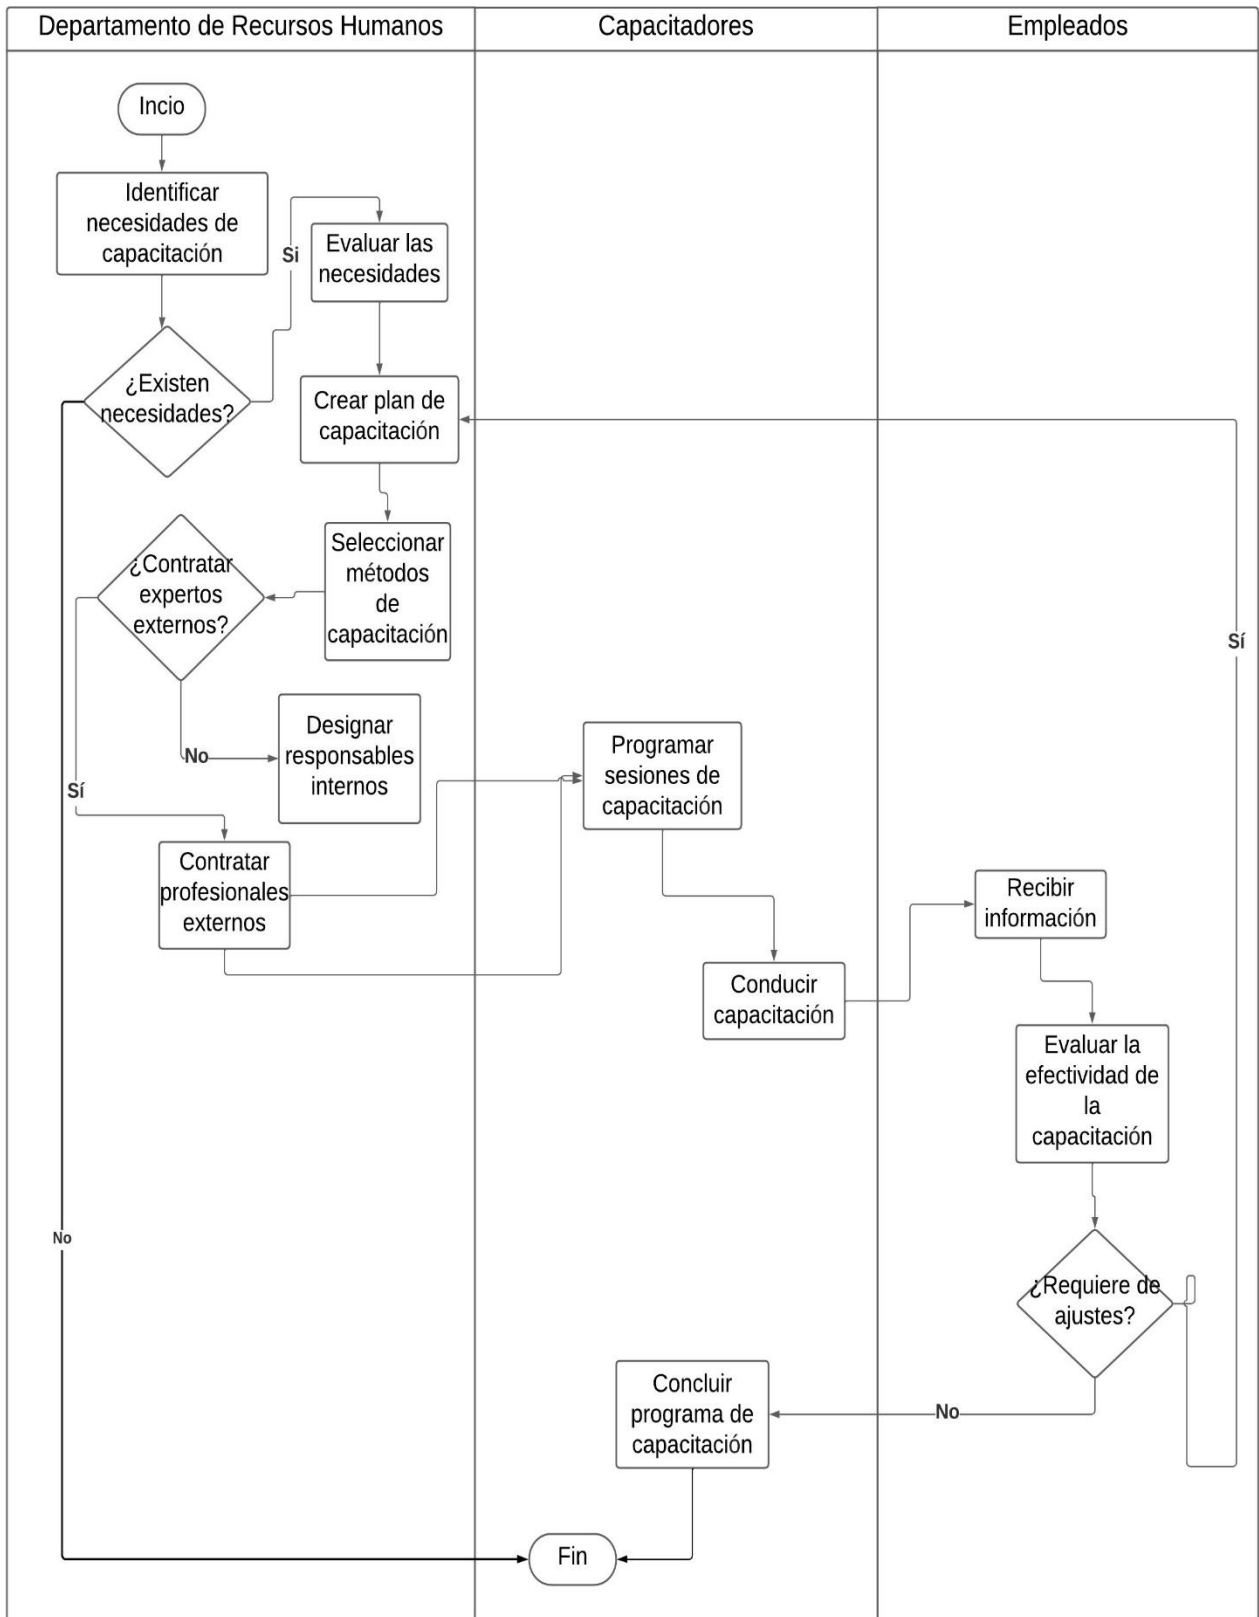 Departamento de Recursos Humanos
Capacitadores
Empleados
Incio
Identificar
necesidades de
capacitación
Si
Evaluar las
necesidades
¿Existen
necesidades?
Crear plan de
capacitación
¿Contratar
expertos
externos?
Seleccionar
métodos
de
capacitación
Sí
Designar
responsables
internos
No
Sí
Programar
sesiones de
capacitación
Contratar
profesionales
externos
Recibir
información
Conducir
capacitación
Evaluar la
efectividad de
la
capacitación
No
¿Requiere de
ajustes?
Concluir
programa de
capacitación
No
Fin